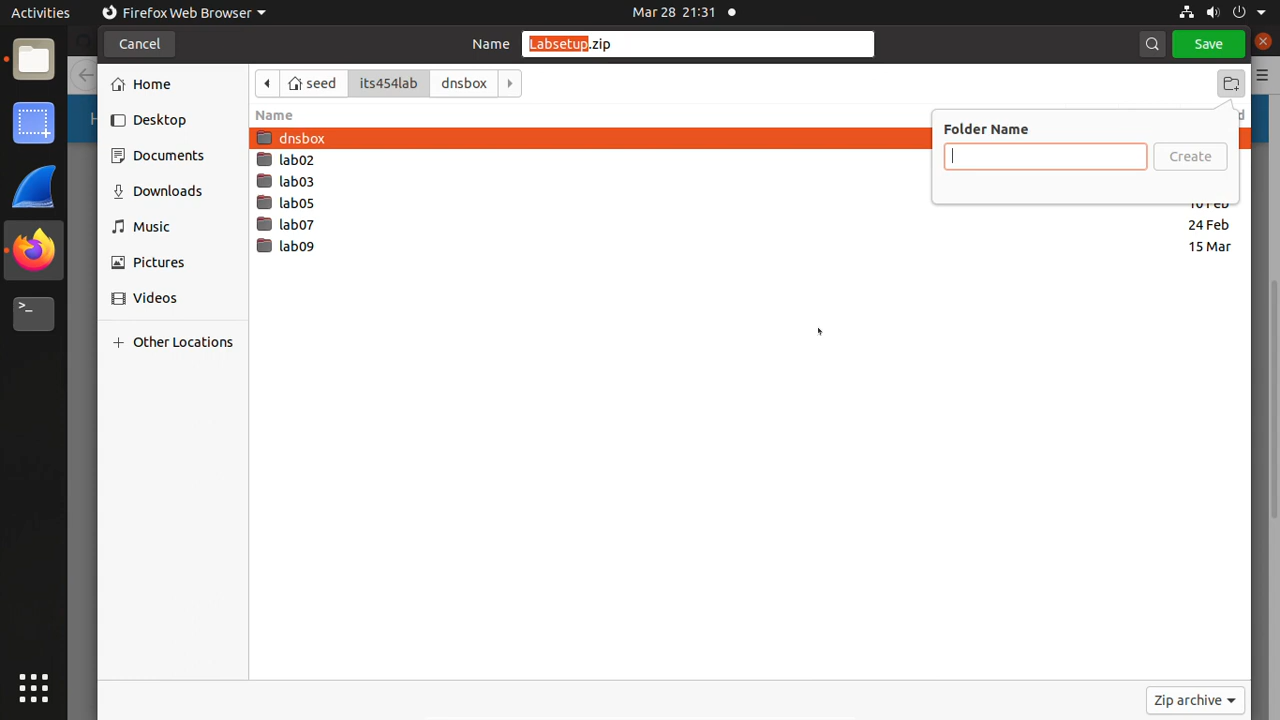 Activities
Firefox Web Browser
Mar 28 21:31
Cancel
Name
Labsetup.zip
Save
Home
Desktop
Documents
Downloads
Music
Pictures
Videos
Other Locations
seed
its454lab
dnsbox
Name
dnsbox
lab02
lab03
lab05
lab07
24 Feb
lab09
15 Mar
Folder Name
Create
Zip archive